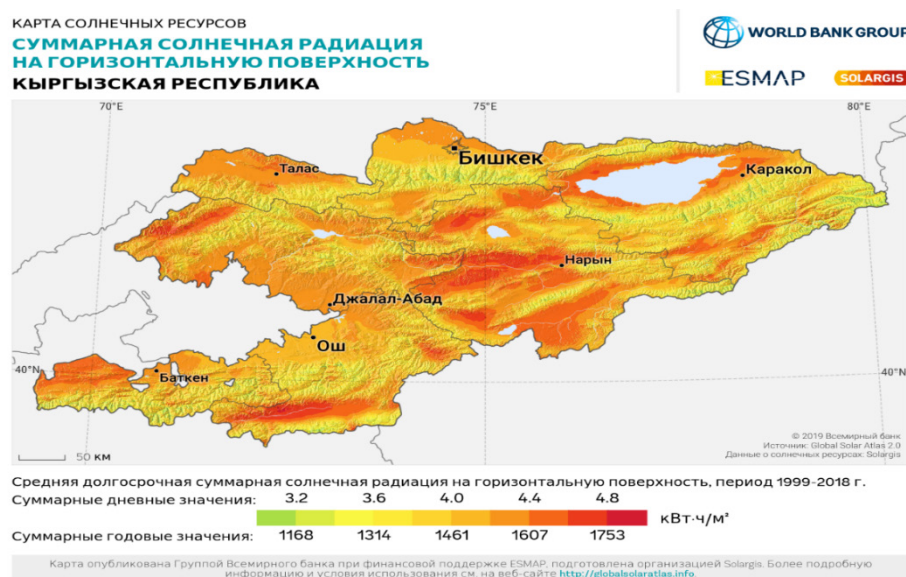 КАРТА СОЛНЕЧНЫХ РЕСУРСОВ
СУММАРНАЯ СОЛНЕЧНАЯ РАДИАЦИЯ
НА ГОРИЗОНТАЛЬНУЮ ПОВЕРХНОСТЬ
КЫРГЫЗСКАЯ РЕСПУБЛИКА
WORLD BANK GROUP
ESMAP
SOLARGIS
70°E
75°E
80°E
Бишкек
Талас
Каракол
Нарын
Джалал-Абад
Ош
40°N
Баткен
40°N
50 КМ
© 2019 Всемирный банк
Источник: Global Solar Atlas 2.0
Данные о солнечных ресурсах: Solargis
Средняя долгосрочная суммарная солнечная радиация на горизонтальную поверхность, период 1999-2018 г.
Суммарные дневные значения: 3.2 3.6 4.0 4.4 4.8
кВт·ч/м²
Суммарные годовые значения: 1168 1314 1461 1607 1753
Карта опубликована Группой Всемирного банка при финансовой поддержке ESMAP, подготовлена организацией Solargis. Более подробную
информацию и условия использования см. на веб-сайте http://globalsolaratlas.info.